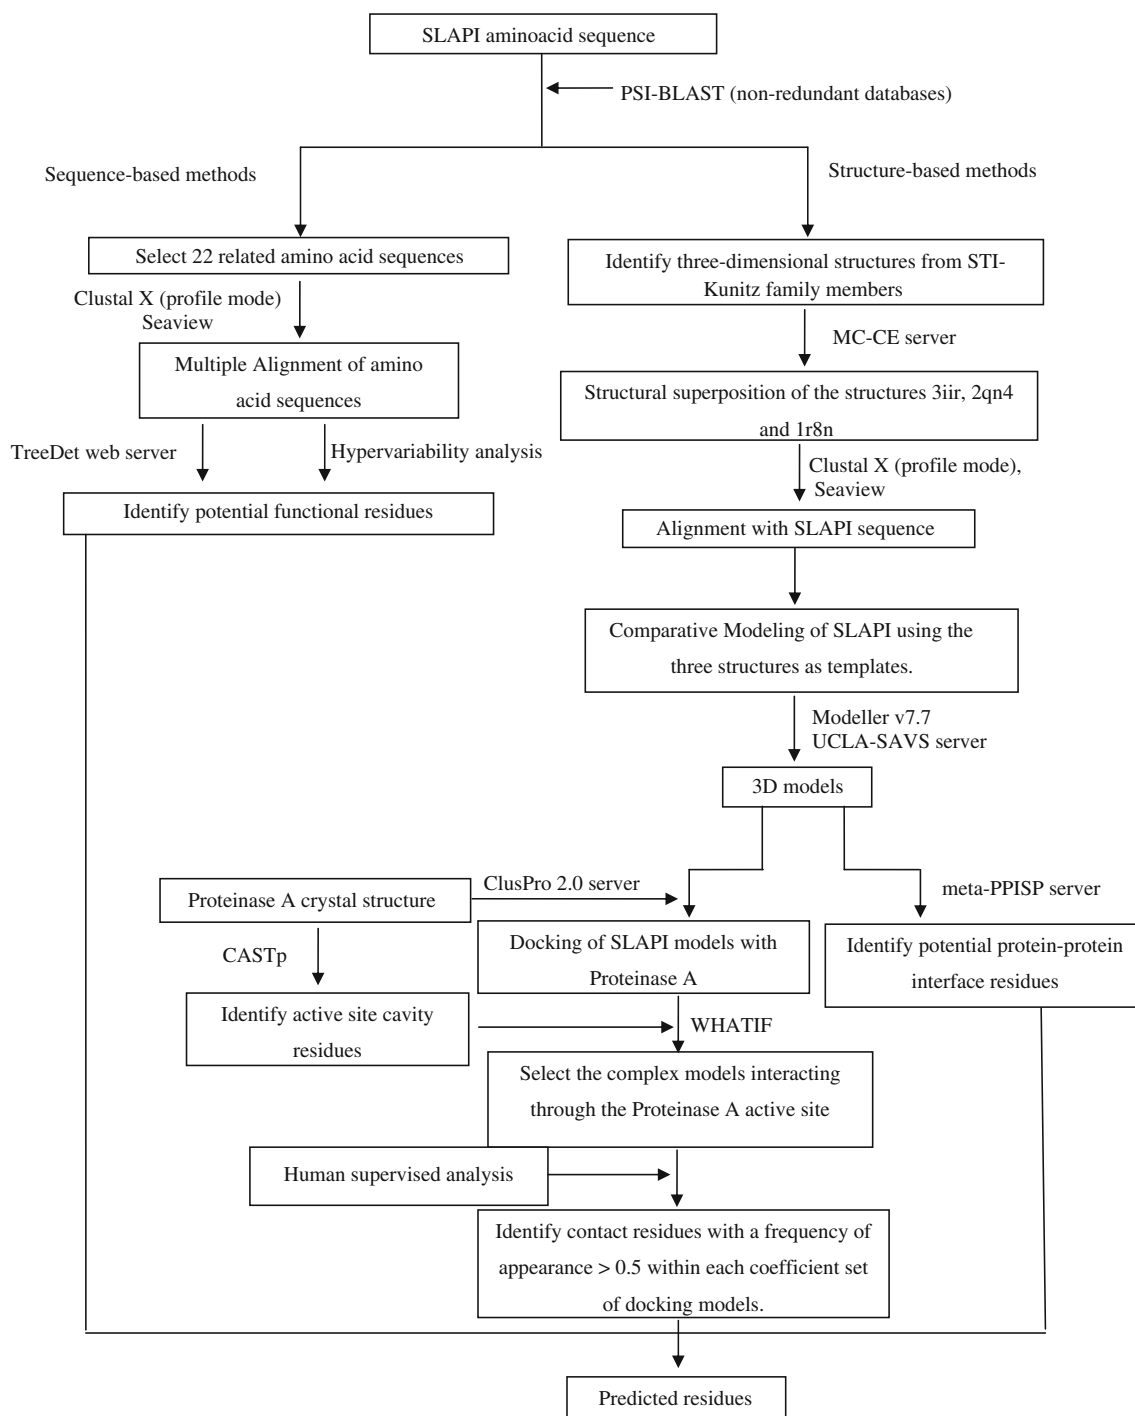 SLAPI aminoacid sequence
PSI-BLAST (non-redundant databases)
Sequence-based methods
Structure-based methods
Select 22 related amino acid sequences
Identify three-dimensional structures from STI-
Kunitz family members
Clustal X (profile mode)
Seaview
MC-CE server
Multiple Alignment of amino
acid sequences
Structural superposition of the structures 3iir, 2qn4
and 1r8n
TreeDet web server
Hypervariability analysis
Clustal X (profile mode),
Seaview
Identify potential functional residues
Alignment with SLAPI sequence
Comparative Modeling of SLAPI using the
three structures as templates.
Modeller v7.7
UCLA-SAVS server
3D models
ClusPro 2.0 server
meta-PPISP server
Proteinase A crystal structure
CASTp
Docking of SLAPI models with
Proteinase A
Identify potential protein-protein
interface residues
Identify active site cavity
residues
WHATIF
Select the complex models interacting
through the Proteinase A active site
Human supervised analysis
Identify contact residues with a frequency of
appearance > 0.5 within each coefficient set
of docking models.
Predicted residues